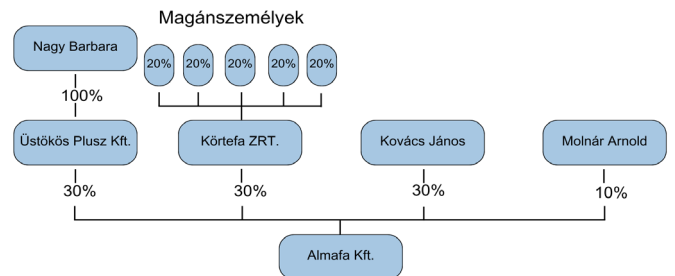 Magánszemélyek
Nagy Barbara
20% 20% 20% 20% 20%
100%
Üstökös Plusz Kft. Körtefa ZRT. Kovács János Molnár Arnold
30% 30% 30% 10%
Almafa Kft.